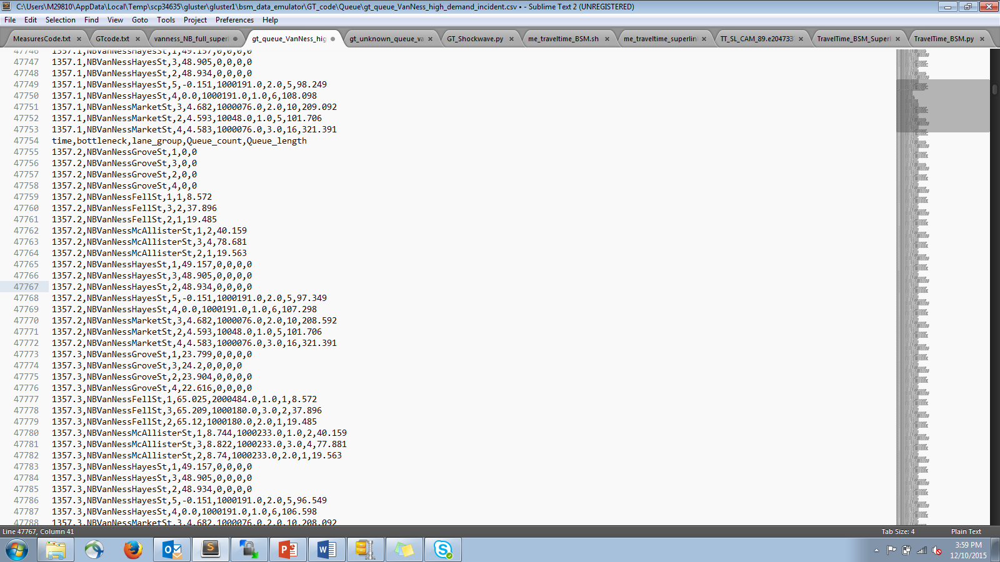 C:\Users\M29810\AppData\Local\Temp\scp34635\gluster\gluster1\bsm_data_emulator\GT_code\Queue\gt_queue_VanNess_high_demand_incident.csv • - Sublime Text 2 (UNREGISTERED)
File Edit Selection Find View Goto Tools Project Preferences Help
MeasuresCode.txt GTcode.txt vanness_NB_full_superl gt_queue_VanNess_hig gt_unknown_queue_va GT_Shockwave.py me_traveltime_BSM.sh me_traveltime_superlin TT_SL_CAM_89.e204733 TravelTime_BSM_Superl TravelTime_BSM.py
47746 1357.1,NBVanNessHayesSt,1,49.157,0,0,0,0
47747 1357.1,NBVanNessHayesSt,3,48.905,0,0,0,0
47748 1357.1,NBVanNessHayesSt,2,48.934,0,0,0,0
47749 1357.1,NBVanNessHayesSt,5,-0.151,1000191.0,2.0,5,98.249
47750 1357.1,NBVanNessHayesSt,4,0.0,1000191.0,1.0,6,108.098
47751 1357.1,NBVanNessMarketSt,3,4.682,1000076.0,2.0,10,209.092
47752 1357.1,NBVanNessMarketSt,2,4.593,10048.0,1.0,5,101.706
47753 1357.1,NBVanNessMarketSt,4,4.583,1000076.0,3.0,16,321.391
47754 time,bottleneck,lane_group,Queue_count,Queue_length
47755 1357.2,NBVanNessGroveSt,1,0,0
47756 1357.2,NBVanNessGroveSt,3,0,0
47757 1357.2,NBVanNessGroveSt,2,0,0
47758 1357.2,NBVanNessGroveSt,4,0,0
47759 1357.2,NBVanNessFellSt,1,1,8.572
47760 1357.2,NBVanNessFellSt,3,2,37.896
47761 1357.2,NBVanNessFellSt,2,1,19.485
47762 1357.2,NBVanNessMcAllisterSt,1,2,40.159
47763 1357.2,NBVanNessMcAllisterSt,3,4,78.681
47764 1357.2,NBVanNessMcAllisterSt,2,1,19.563
47765 1357.2,NBVanNessHayesSt,1,49.157,0,0,0,0
47766 1357.2,NBVanNessHayesSt,3,48.905,0,0,0,0
47767 1357.2,NBVanNessHayesSt,2,48.934,0,0,0,0
47768 1357.2,NBVanNessHayesSt,5,-0.151,1000191.0,2.0,5,97.349
47769 1357.2,NBVanNessHayesSt,4,0.0,1000191.0,1.0,6,107.298
47770 1357.2,NBVanNessMarketSt,3,4.682,1000076.0,2.0,10,208.592
47771 1357.2,NBVanNessMarketSt,2,4.593,10048.0,1.0,5,101.706
47772 1357.2,NBVanNessMarketSt,4,4.583,1000076.0,3.0,16,321.391
47773 1357.3,NBVanNessGroveSt,1,23.799,0,0,0,0
47774 1357.3,NBVanNessGroveSt,3,24.2,0,0,0,0
47775 1357.3,NBVanNessGroveSt,2,23.904,0,0,0,0
47776 1357.3,NBVanNessGroveSt,4,22.616,0,0,0,0
47777 1357.3,NBVanNessFellSt,1,65.025,2000484.0,1.0,1,8.572
47778 1357.3,NBVanNessFellSt,3,65.209,1000180.0,3.0,2,37.896
47779 1357.3,NBVanNessFellSt,2,65.12,1000180.0,2.0,1,19.485
47780 1357.3,NBVanNessMcAllisterSt,1,8.744,1000233.0,1.0,2,40.159
47781 1357.3,NBVanNessMcAllisterSt,3,8.822,1000233.0,3.0,4,77.881
47782 1357.3,NBVanNessMcAllisterSt,2,8.74,1000233.0,2.0,1,19.563
47783 1357.3,NBVanNessHayesSt,1,49.157,0,0,0,0
47784 1357.3,NBVanNessHayesSt,3,48.905,0,0,0,0
47785 1357.3,NBVanNessHayesSt,2,48.934,0,0,0,0
47786 1357.3,NBVanNessHayesSt,5,-0.151,1000191.0,2.0,5,96.549
47787 1357.3,NBVanNessHayesSt,4,0.0,1000191.0,1.0,6,106.598
47788 1357.3,NBVanNessMarketSt,3,4.682,1000076.0,2.0,10,208.092
Line 47767, Column 41 Tab Size: 4 Plain Text
3:59 PM
12/10/2015